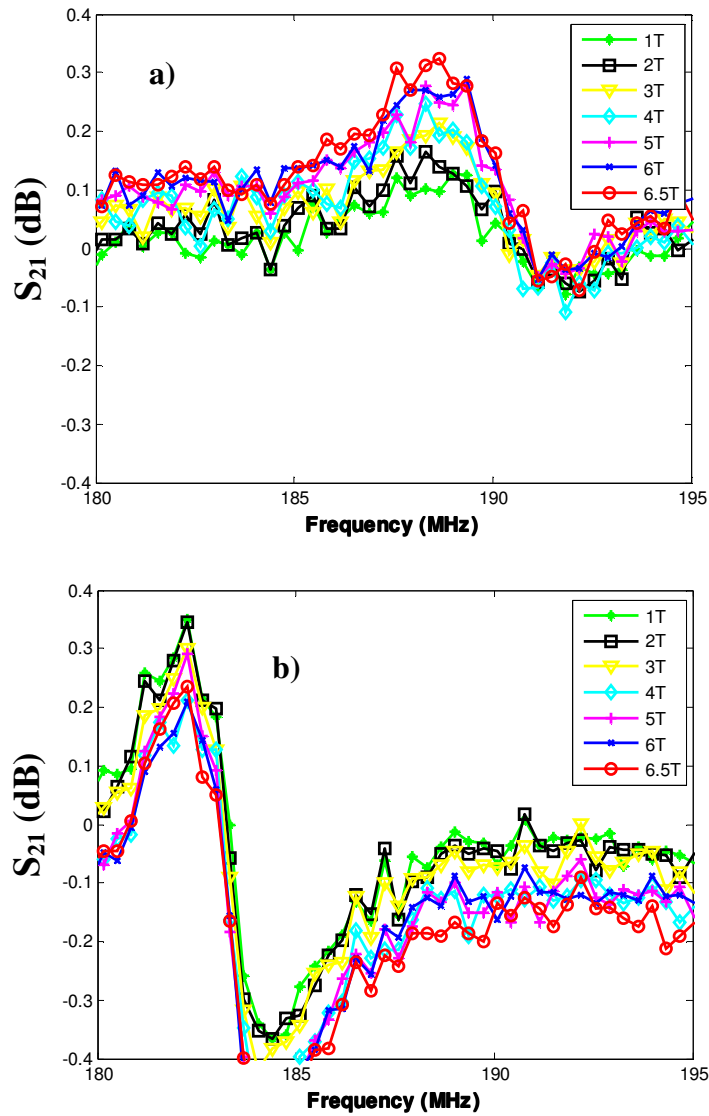 0.4
a)
1T
2T
3T
4T
5T
6T
6.5T
0.3
0.2
0.1
0
-0.1
-0.2
-0.3
-0.4
S21 (dB)
180 185 190 195
Frequency (MHz)
0.4
b)
1T
2T
3T
4T
5T
6T
6.5T
0.3
0.2
0.1
0
-0.1
-0.2
-0.3
-0.4
S21 (dB)
180 185 190 195
Frequency (MHz)